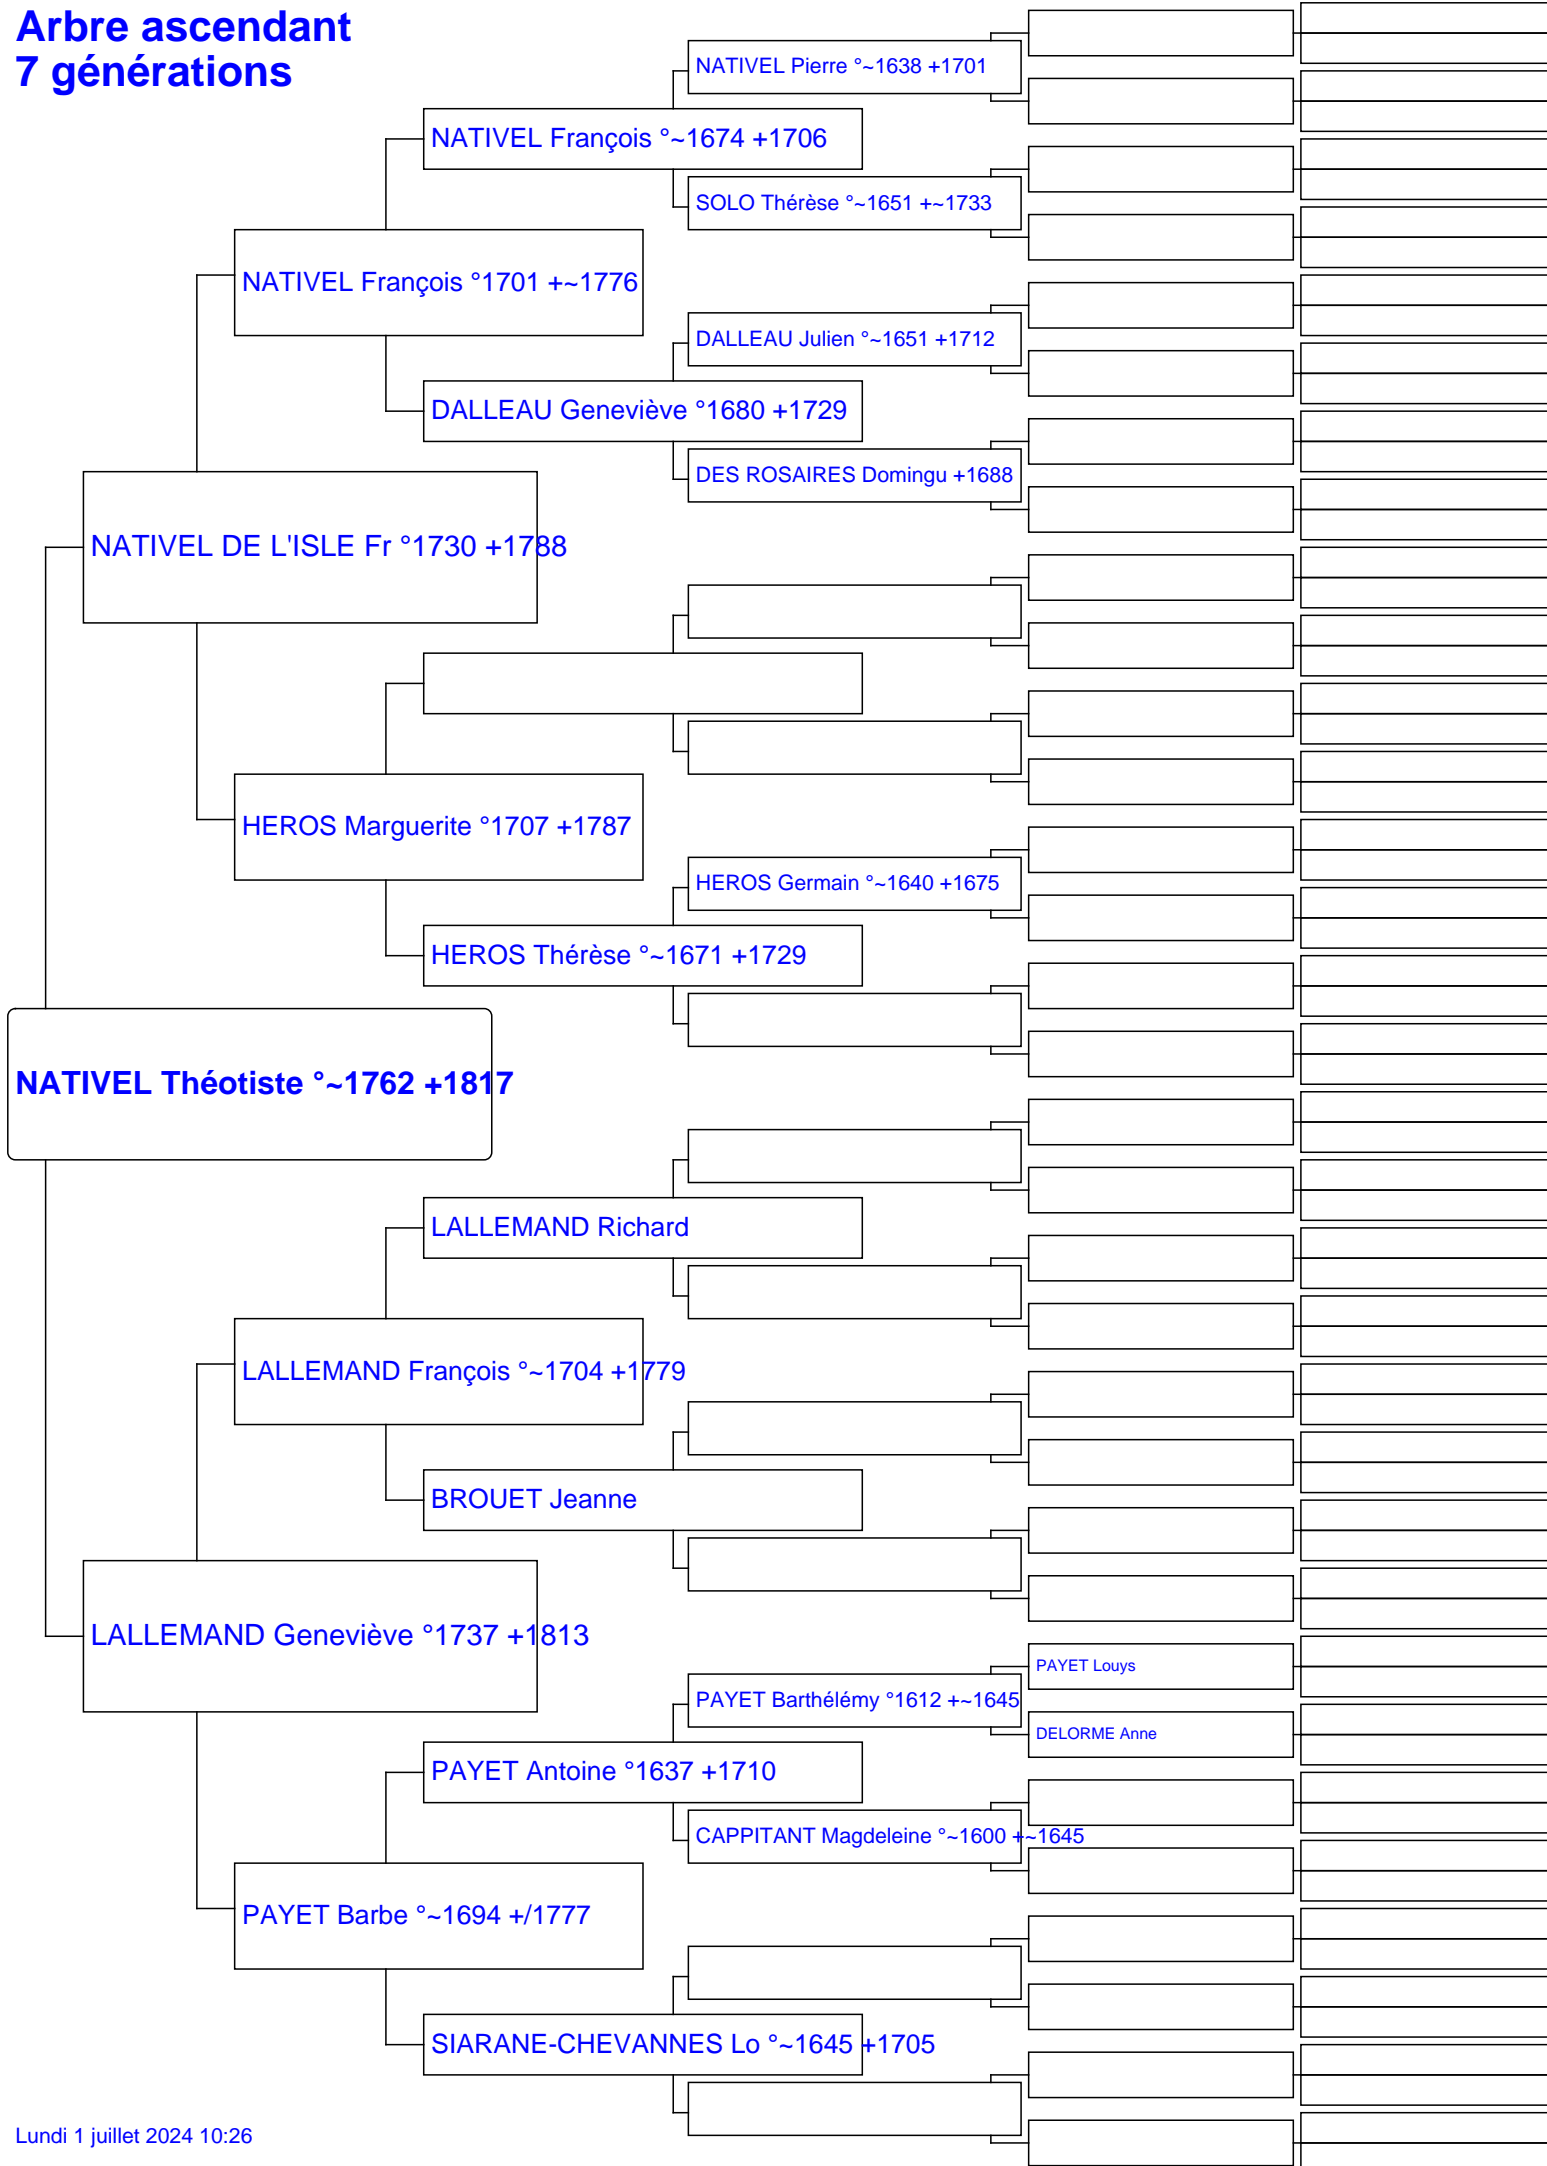 Arbre ascendant
7 générations
NATIVEL Pierre °~1638 +1701
NATIVEL François °~1674 +1706
SOLO Thérèse °~1651 +~1733
NATIVEL François °1701 +~1776
DALLEAU Julien °~1651 +1712
DALLEAU Geneviève °1680 +1729
DES ROSAIRES Domingu +1688
NATIVEL DE L'ISLE Fr °1730 +1788
HEROS Marguerite °1707 +1787
HEROS Germain °~1640 +1675
HEROS Thérèse °~1671 +1729
NATIVEL Théotiste °~1762 +1817
LALLEMAND Richard
LALLEMAND François °~1704 +1779
BROUET Jeanne
LALLEMAND Geneviève °1737 +1813
PAYET Louys
PAYET Barthélémy °1612 +~1645
DELORME Anne
PAYET Antoine °1637 +1710
CAPPITANT Magdeleine °~1600 +~1645
PAYET Barbe °~1694 +/1777
SIARANE-CHEVANNES Lo °~1645 +1705
Lundi 1 juillet 2024 10:26